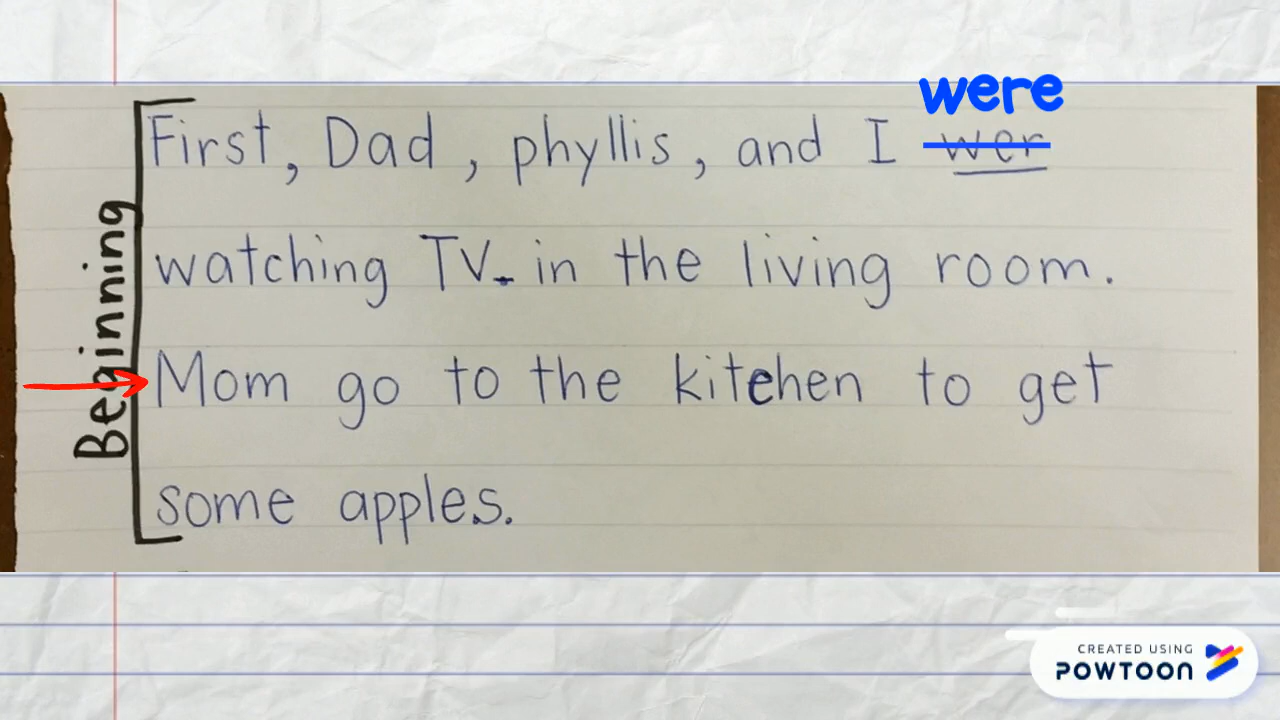 were
First, Dad, phyllis, and I wer
watching TV. in the living room.
Mom go to the kitehen to get
some apples.
Beginning
CREATED USING
POWTOON